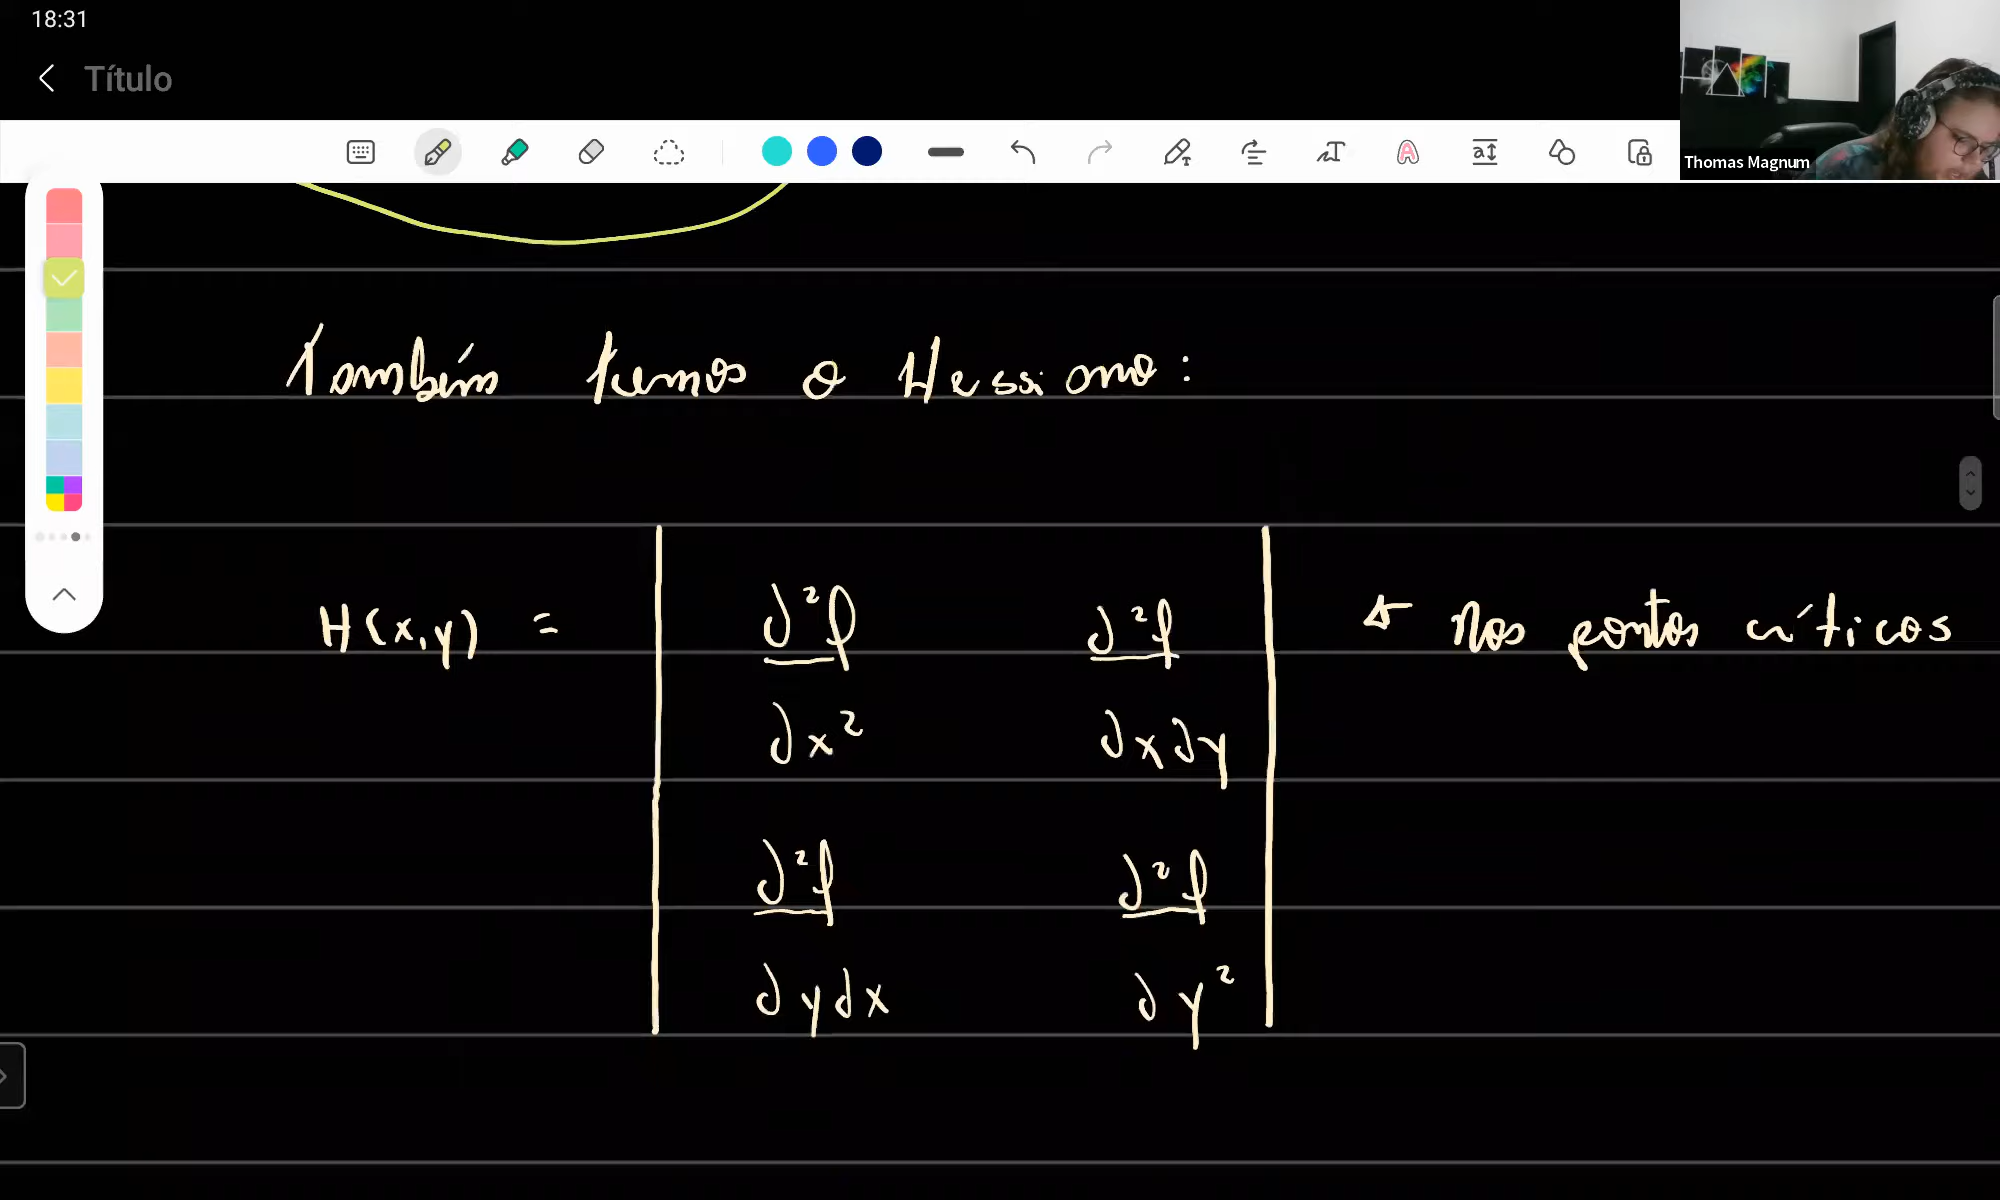 18:31
Título
Thomas Magnum
Também temos o Hessiano:
H(x,y) = | ∂²f/∂x² ∂²f/∂x∂y | * Nos pontos críticos
| ∂²f/∂y∂x ∂²f/∂y² |